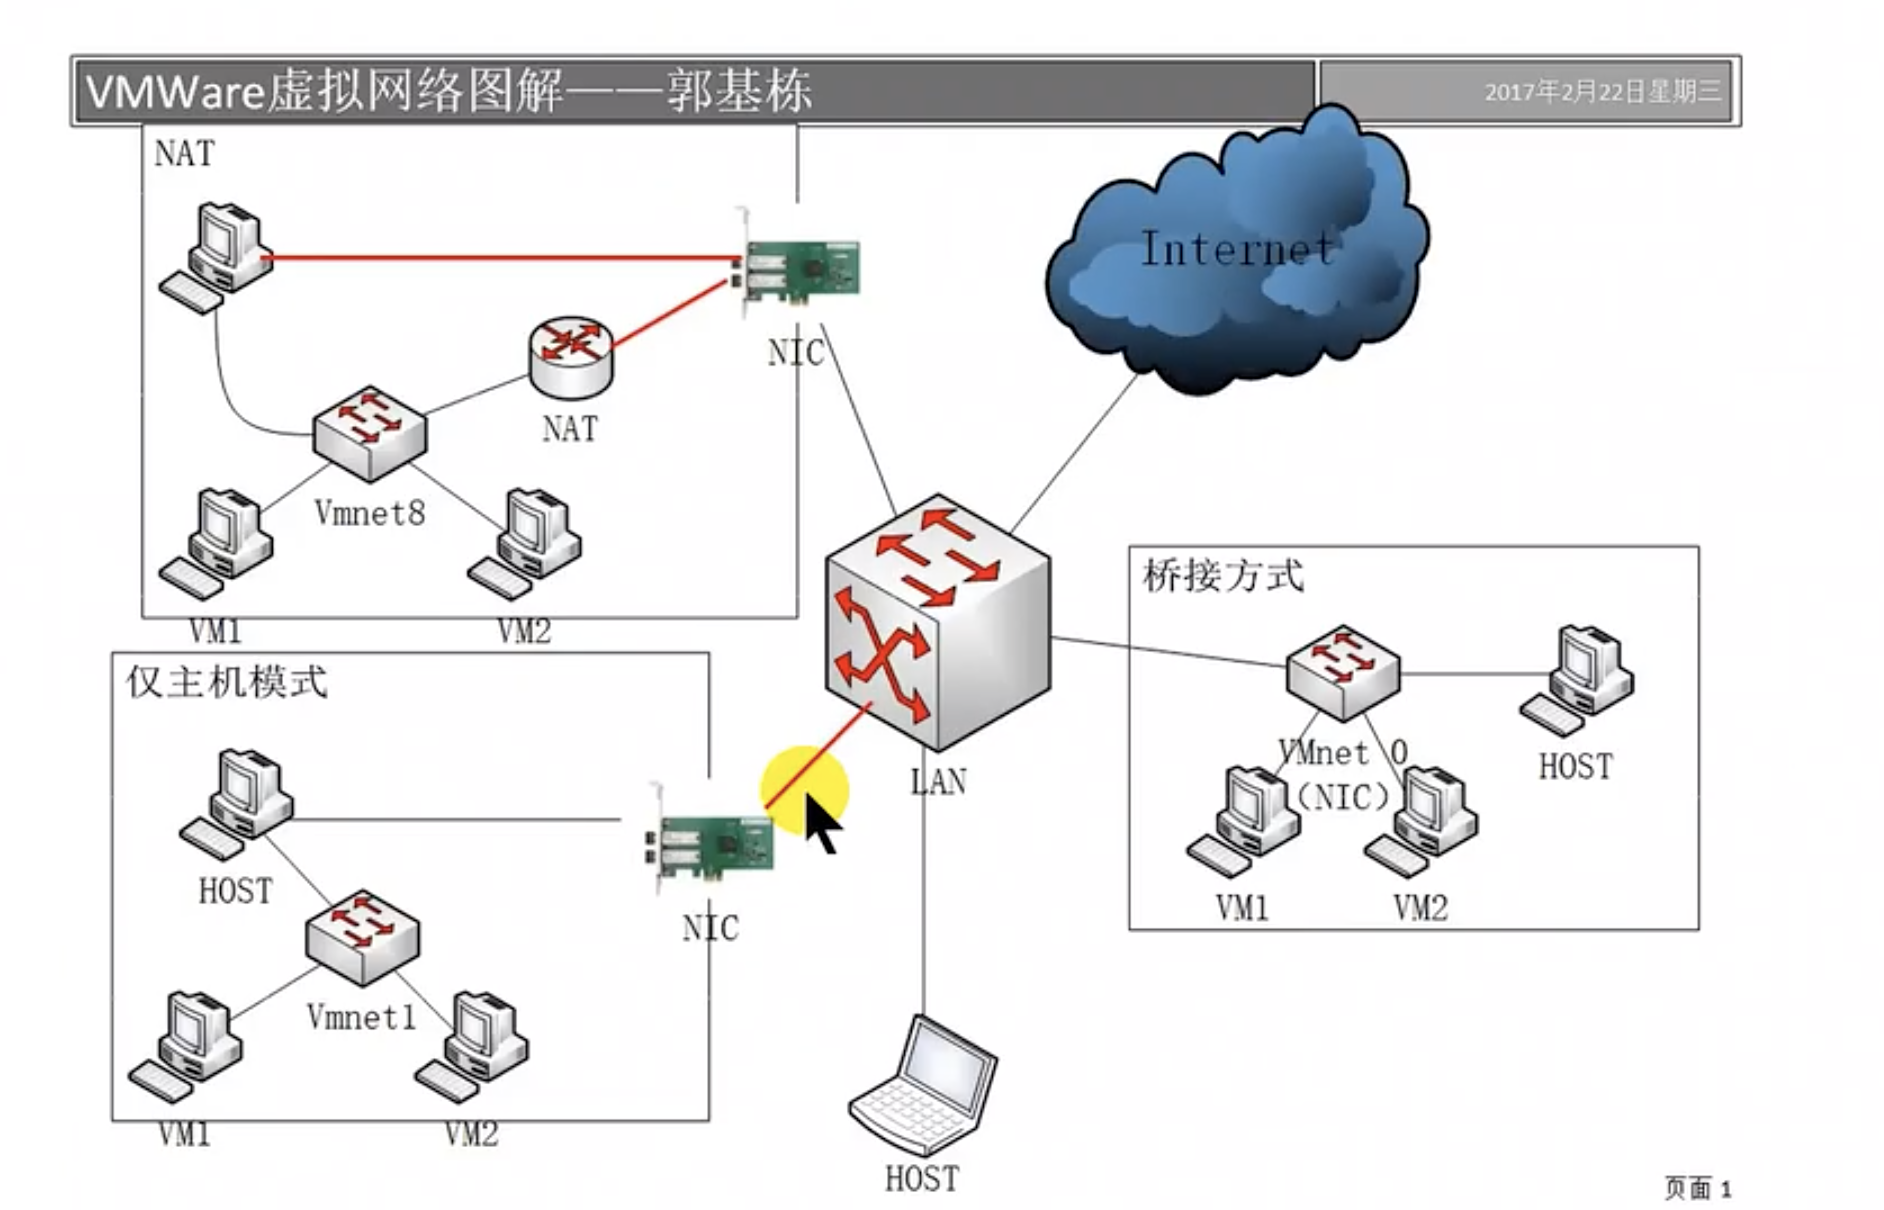 VMWare虚拟网络图解——郭基栋
2017年2月22日星期三
NAT
Internet
NIC
NAT
Vmnet8
VM1
VM2
桥接方式
VMnet 0
(NIC)
HOST
VM1
VM2
LAN
仅主机模式
HOST
NIC
Vmnet1
VM1
VM2
HOST
页面 1